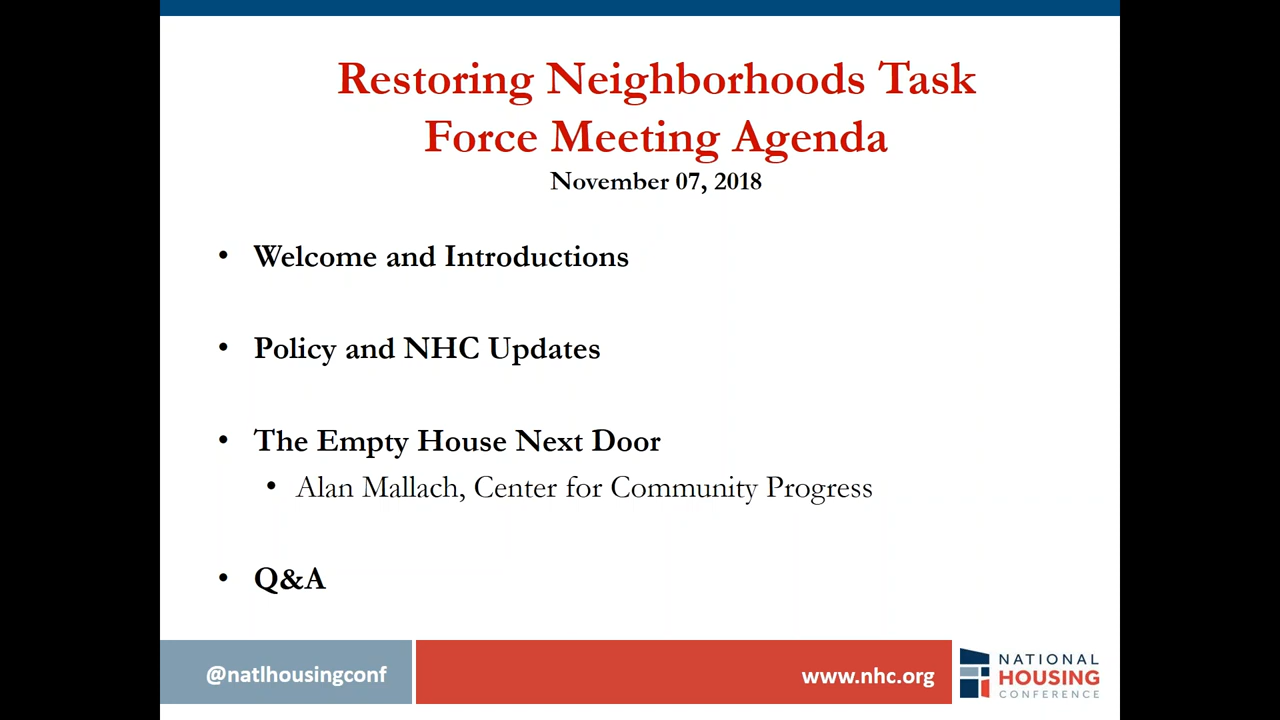 Restoring Neighborhoods Task
Force Meeting Agenda
November 07, 2018
• Welcome and Introductions
• Policy and NHC Updates
• The Empty House Next Door
• Alan Mallach, Center for Community Progress
• Q&A
@natlhousingconf
www.nhc.org
NATIONAL
HOUSING
CONFERENCE